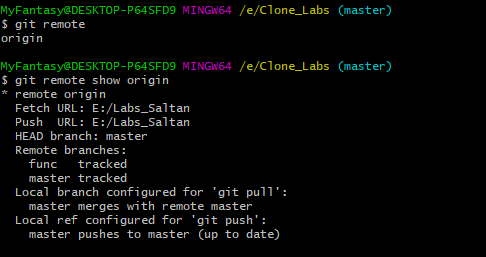 MyFantasy@DESKTOP-P64SFD9 MINGW64 /e/Clone_Labs (master)
$ git remote
origin
MyFantasy@DESKTOP-P64SFD9 MINGW64 /e/Clone_Labs (master)
$ git remote show origin
* remote origin
  Fetch URL: E:/Labs_Saltan
  Push  URL: E:/Labs_Saltan
  HEAD branch: master
  Remote branches:
    func   tracked
    master tracked
  Local branch configured for 'git pull':
    master merges with remote master
  Local ref configured for 'git push':
    master pushes to master (up to date)